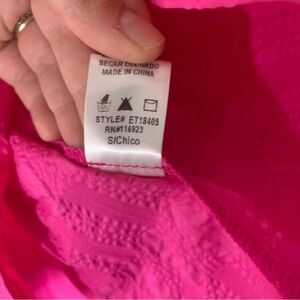 SECAR COLGADO
MADE IN CHINA
STYLE# ET18405
RN#116923
S/Chico